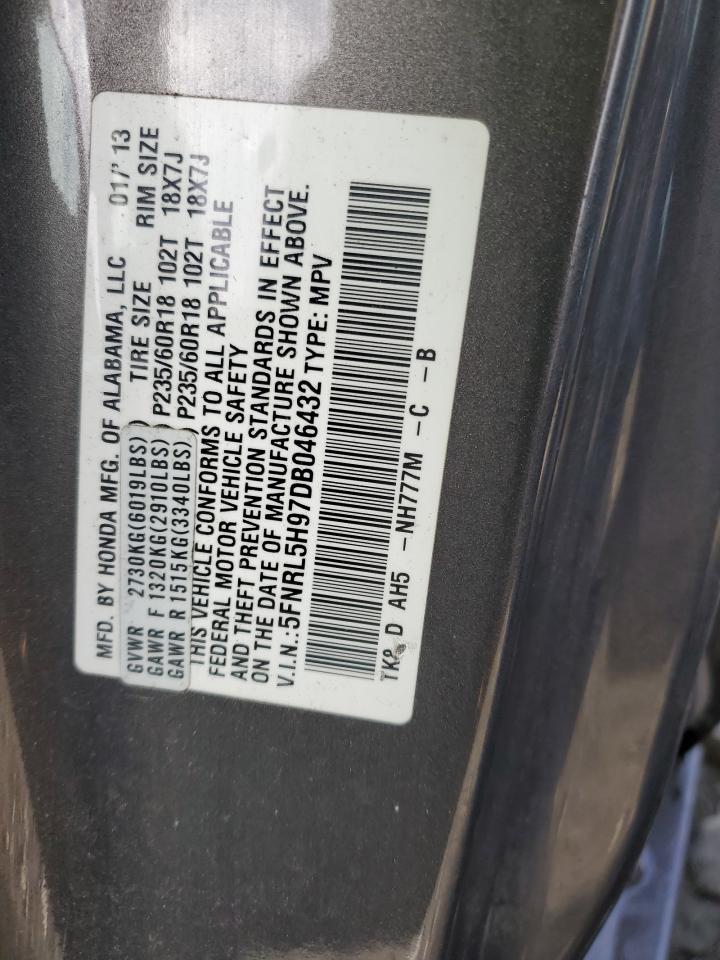 MFD. BY HONDA MFG. OF ALABAMA, LLC 01/'13
TIRE SIZE RIM SIZE
GVWR 2730KG(6019LBS)
GAWR F 1320KG(2910LBS) P235/60R18 102T 18X7J
GAWR R 1515KG(3340LBS) P235/60R18 102T 18X7J
THIS VEHICLE CONFORMS TO ALL APPLICABLE
FEDERAL MOTOR VEHICLE SAFETY
AND THEFT PREVENTION STANDARDS IN EFFECT
ON THE DATE OF MANUFACTURE SHOWN ABOVE.
V.I.N.:5FNRL5H97DB046432 TYPE: MPV
D AH5 -NH777M -C -B